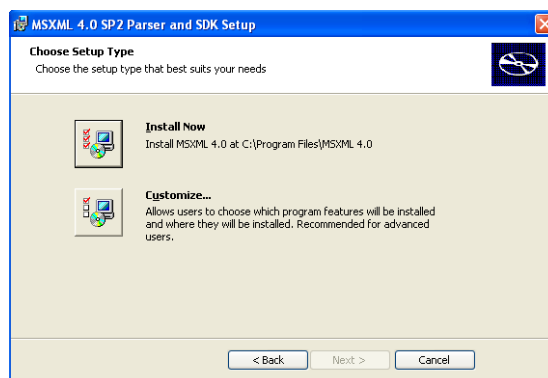 MSXML 4.0 SP2 Parser and SDK Setup
Choose Setup Type
Choose the setup type that best suits your needs
Install Now
Install MSXML 4.0 at C:\Program Files\MSXML 4.0
Customize...
Allows users to choose which program features will be installed
and where they will be installed. Recommended for advanced
users.
< Back
Next >
Cancel